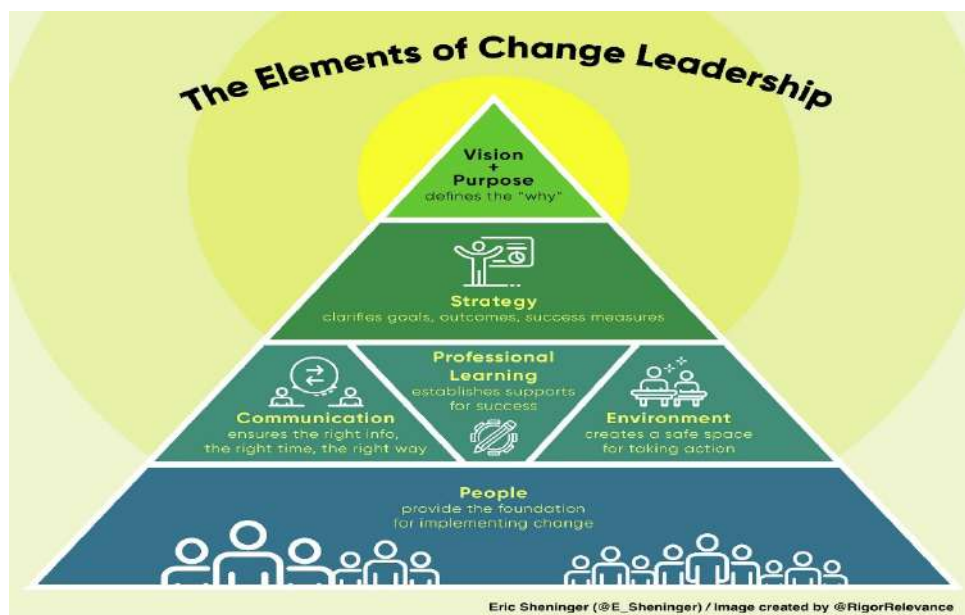 The Elements of Change Leadership
Vision
+
Purpose
defines the "why"
Strategy
clarifies goals, outcomes, success measures
Professional
Learning
establishes supports
for success
Communication
ensures the right info,
the right time, the right way
Environment
creates a safe space
for taking action
People
provide the foundation
for implementing change
Eric Sheninger (@E_Sheninger) / Image created by @RigorRelevance